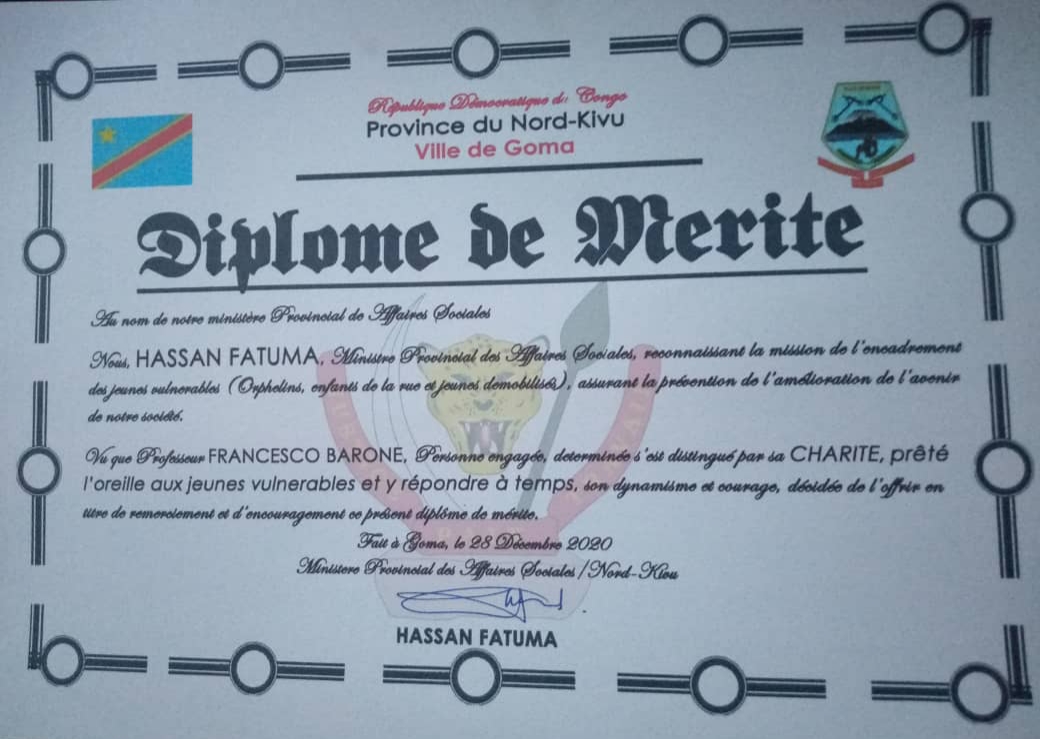 République Démocratique du Congo
Province du Nord-Kivu
Ville de Goma
Diplome de Merite
Au nom de notre ministère Provincial de Affaires Sociales
Nous, HASSAN FATUMA, Ministre Provincial des Affaires Sociales, reconnaissant la mission de l'encadrement
des jeunes vulnerables (Orphelins, enfants de la rue et jeunes demobilisés), assurant la prévention de l'amélioration de l'avenir
de notre société.
Vu que Professeur FRANCESCO BARONE, Personne engagée, determinée s'est distingué par sa CHARITE, prêté
l'oreille aux jeunes vulnerables et y répondre à temps, son dynamisme et courage, décidée de l'offrir en
titre de remerciement et d'encouragement ce présent diplôme de mérite.
Fait à Goma, le 28 Décembre 2020
Ministere Provincial des Affaires Sociales/Nord-Kivu
HASSAN FATUMA